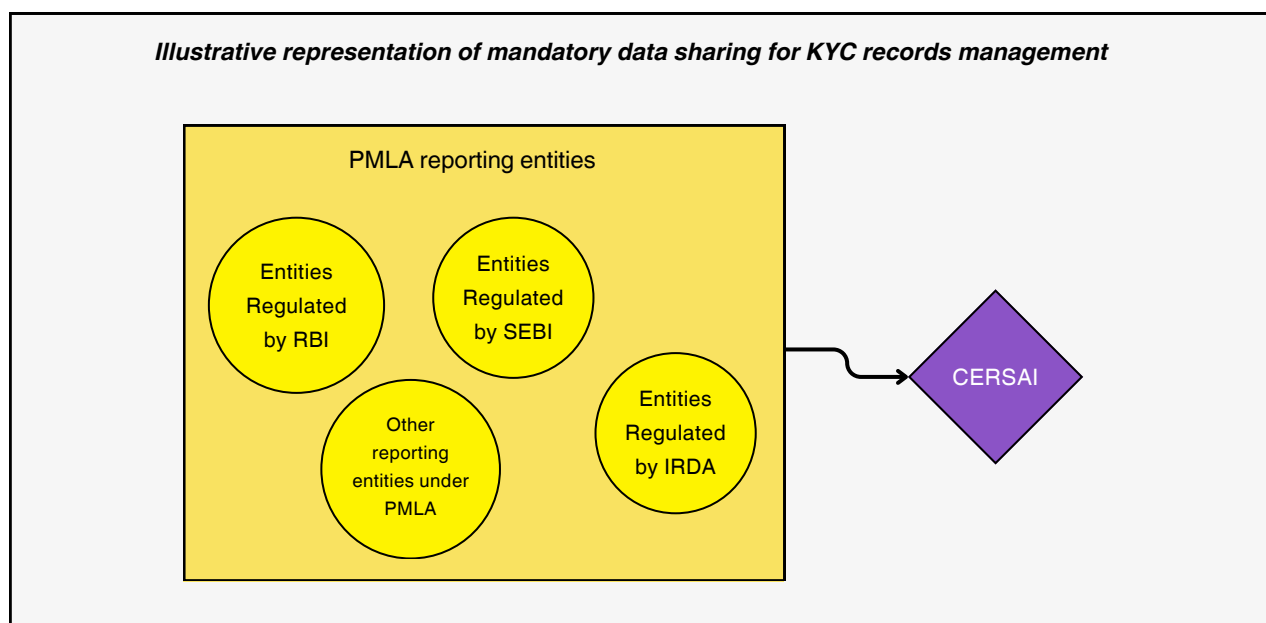 Illustrative representation of mandatory data sharing for KYC records management
PMLA reporting entities
Entities
Regulated
by RBI
Entities
Regulated
by SEBI
Other
reporting
entities under
PMLA
Entities
Regulated
by IRDA
CERSAI